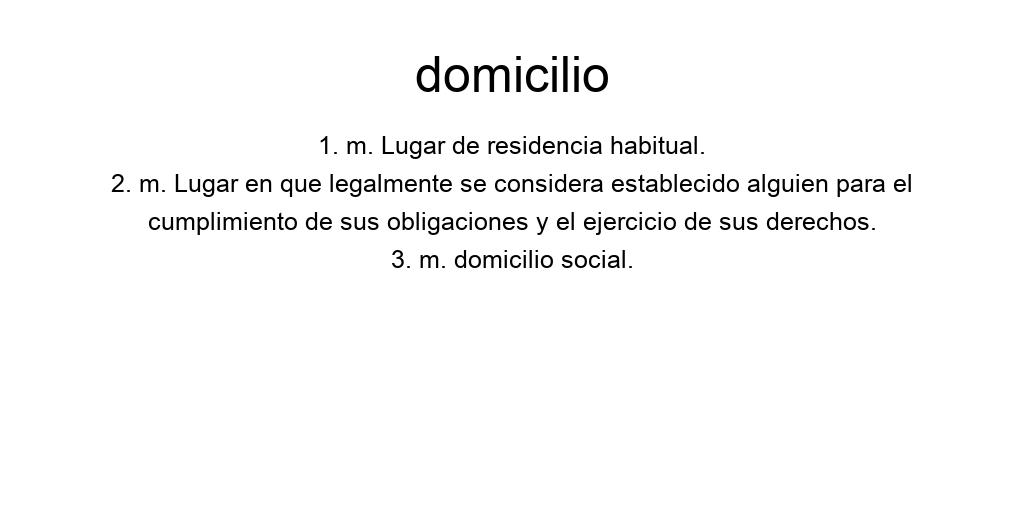 domicilio
1. m. Lugar de residencia habitual.
2. m. Lugar en que legalmente se considera establecido alguien para el
cumplimiento de sus obligaciones y el ejercicio de sus derechos.
3. m. domicilio social.